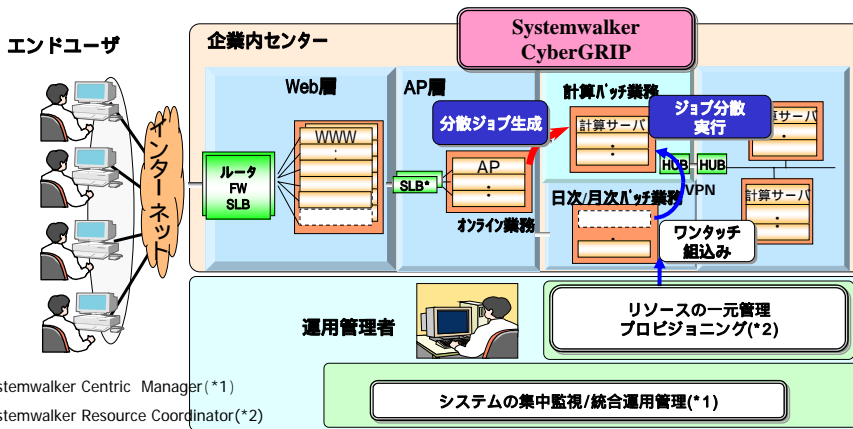 Systemwalker
CyberGRIP
エンドユーザ
企業内センター
インターネット
Web層
AP層
計算バッチ業務
分散ジョブ生成
ジョブ分散
実行
ルータ
FW
SLB
WWW
:
SLB*
AP
:
オンライン業務
計算サーバ
:
HUB
HUB
VPN
算サーバ
:
計算サーバ
:
日次/月次バッチ業務
:
ワンタッチ
組込み
運用管理者
リソースの一元管理
プロビジョニング(*2)
システムの集中監視/統合運用管理(*1)
stemwalker Centric Manager(*1)
stemwalker Resource Coordinator(*2)